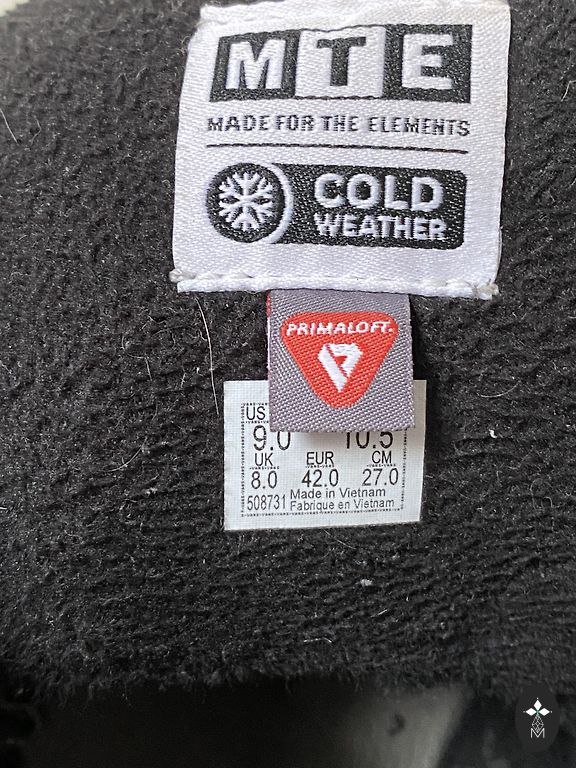 MTE
MADE FOR THE ELEMENTS
COLD
WEATHER
PRIMALOFT.
US
9.0 10.5
UK EUR CM
8.0 42.0 27.0
508731 Made in Vietnam
Fabrique en Vietnam
M